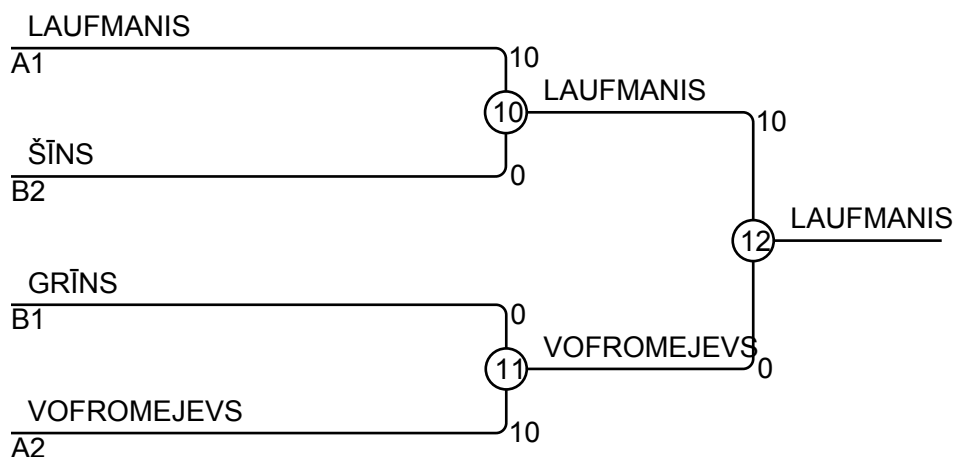 LAUFMANIS
A1
10
10
LAUFMANIS
10
ŠĪNS
B2
0
12
LAUFMANIS
GRĪNS
B1
0
11
VOFROMEJEVS
0
VOFROMEJEVS
A2
10